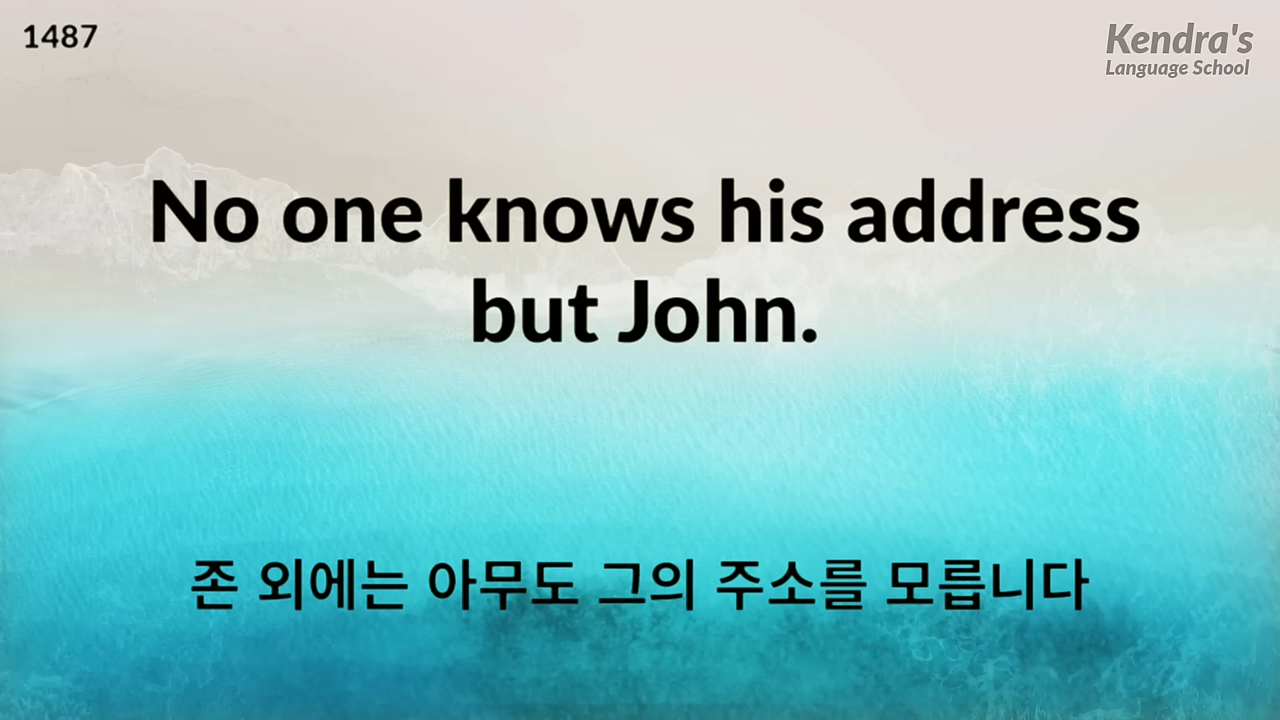 1487
Kendra's
Language School
No one knows his address
but John.
존 외에는 아무도 그의 주소를 모릅니다